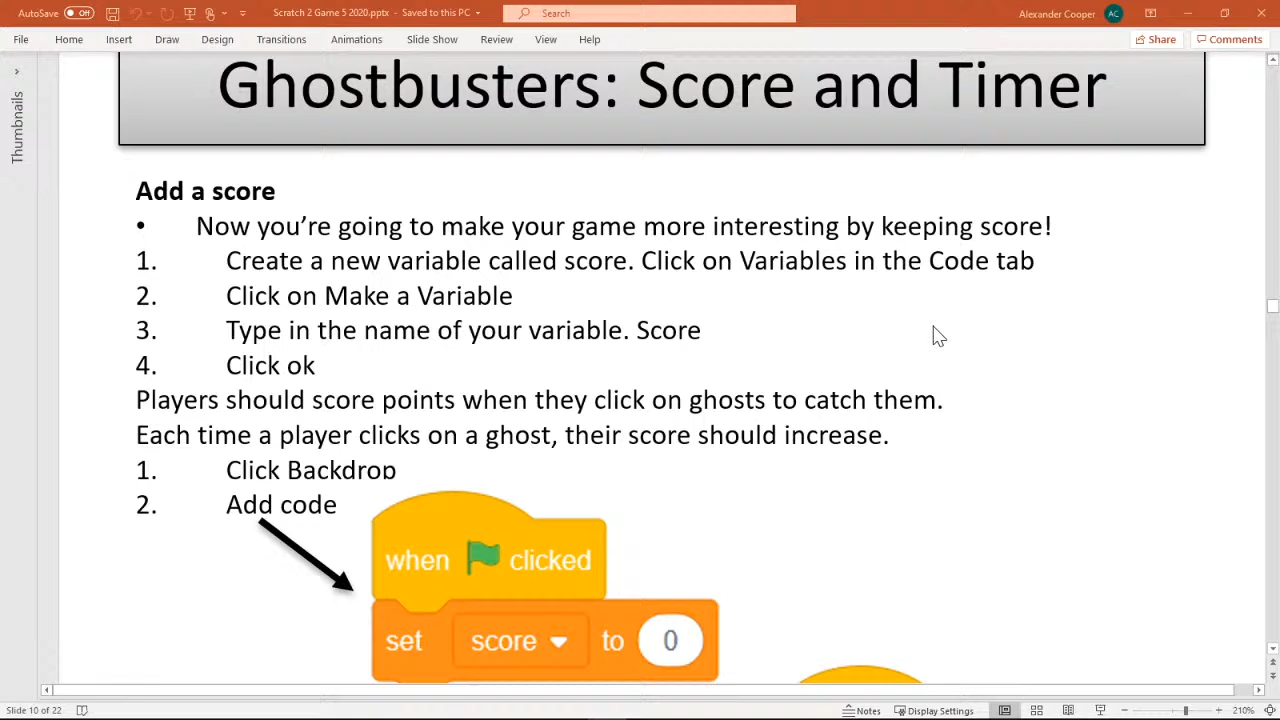 AutoSave Off Scratch 2 Game 5 2020.pptx - Saved to this PC Search Alexander Cooper AC
File Home Insert Draw Design Transitions Animations Slide Show Review View Help Share Comments
Thumbnails
Ghostbusters: Score and Timer
Add a score
• Now you’re going to make your game more interesting by keeping score!
1. Create a new variable called score. Click on Variables in the Code tab
2. Click on Make a Variable
3. Type in the name of your variable. Score
4. Click ok
Players should score points when they click on ghosts to catch them.
Each time a player clicks on a ghost, their score should increase.
1. Click Backdrop
2. Add code
when clicked
set score to 0
Slide 10 of 22 Notes Display Settings 210%